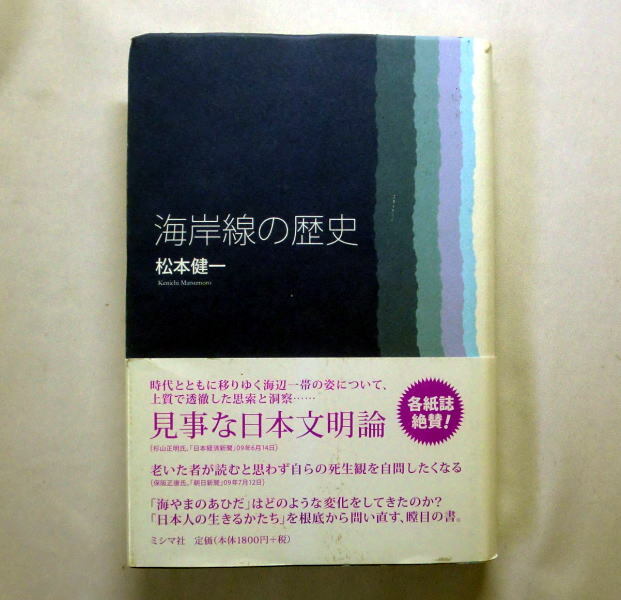 海岸線の歴史
松本健一
Kenichi Matsumoto
時代とともに移りゆく海辺一帯の姿について、
上質で透徹した思索と洞察……
見事な日本文明論
(杉山正明氏。「日本経済新聞」09年6月14日)
各紙誌
絶賛!
老いた者が読むと思わず自らの死生観を自問したくなる
(保阪正康氏。「朝日新聞」09年7月12日)
「海やまのあひだ」はどのような変化をしてきたのか?
「日本人の生きるかたち」を根底から問い直す、瞠目の書。
ミシマ社 定価(本体1800円+税)